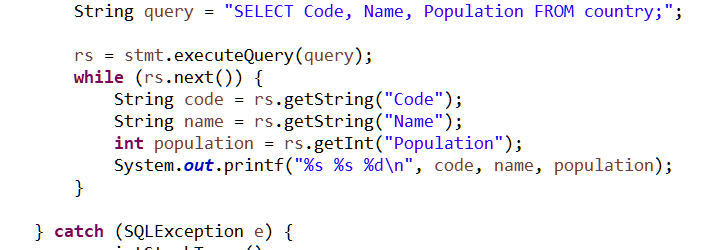 String query = "SELECT Code, Name, Population FROM country;";
rs = stmt.executeQuery(query);
while (rs.next()) {
String code = rs.getString("Code");
String name = rs.getString("Name");
int population = rs.getInt("Population");
System.out.printf("%s %s %d\n", code, name, population);
}
} catch (SQLException e) {